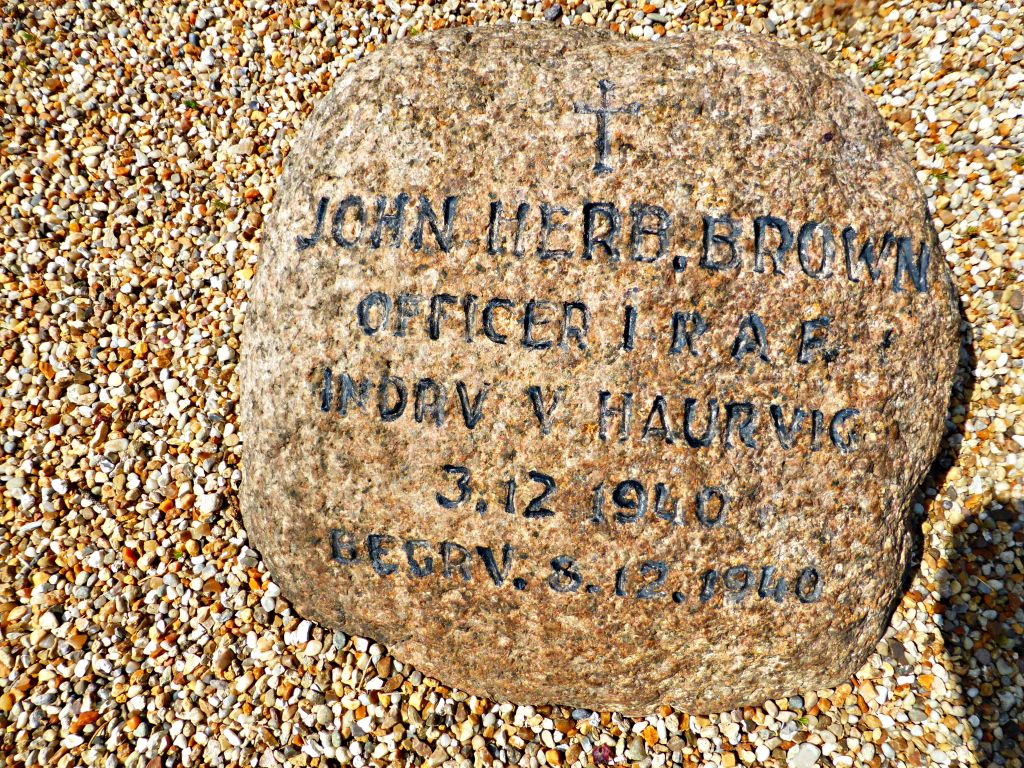 JOHN HERB. BROWN
OFFICER I R A F.
INDRV V HAURVIG
3.12 1940
BEGRV. 8.12.1940